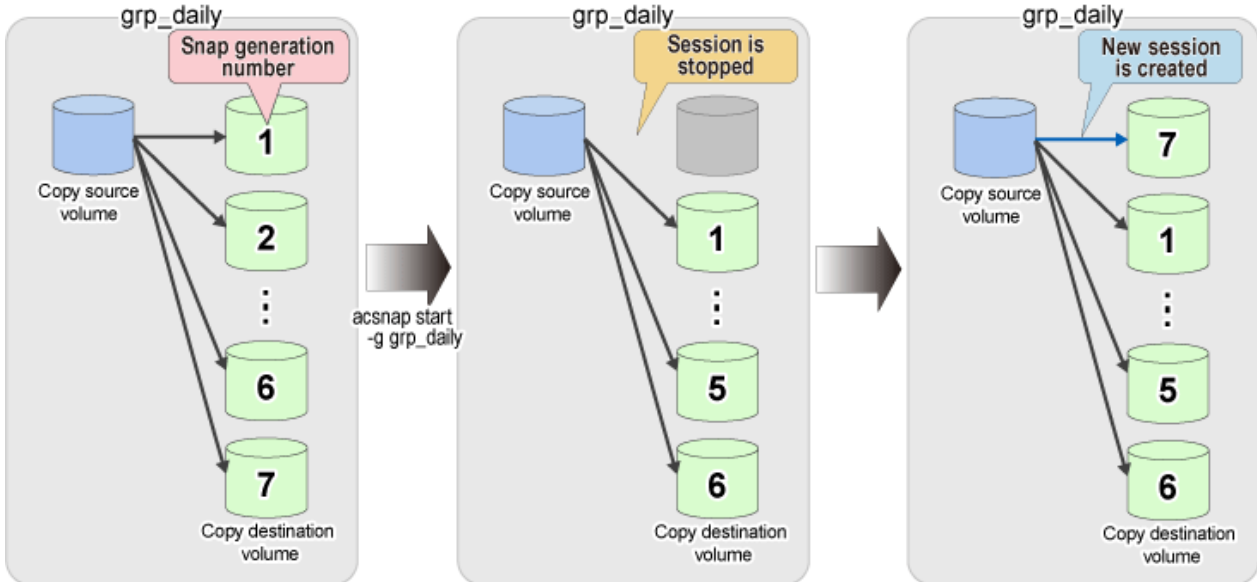 grp_daily
Snap generation
number
1
Copy source
volume
2
⋮
6
7
Copy destination
volume
acsnap start
-g grp_daily
grp_daily
Session is
stopped
Copy source
volume
1
⋮
5
6
Copy destination
volume
grp_daily
New session
is created
7
Copy source
volume
1
⋮
5
6
Copy destination
volume